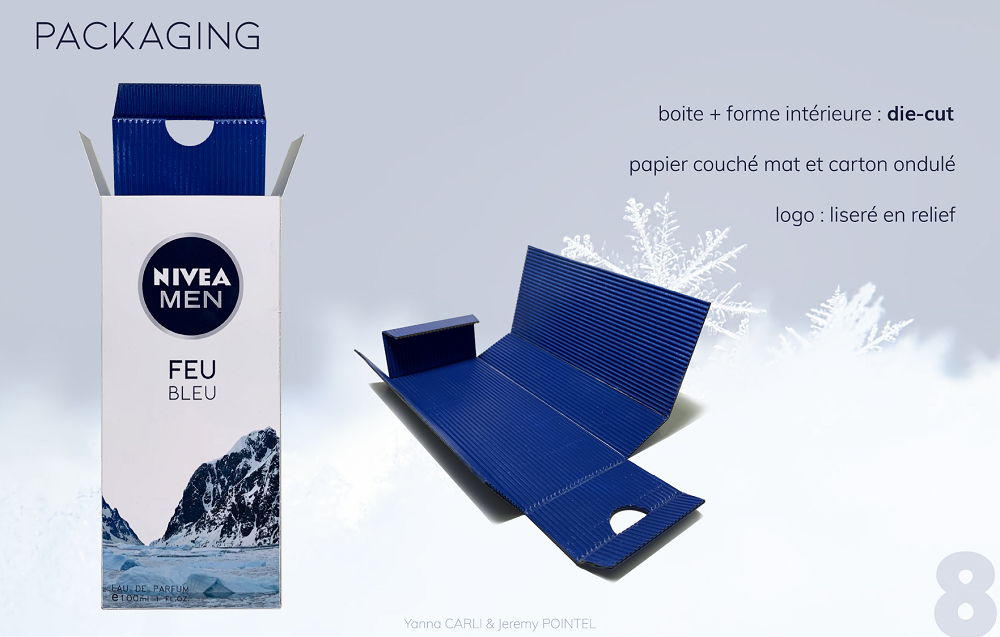 PACKAGING
boite + forme intérieure : die-cut
papier couché mat et carton ondulé
logo : liseré en relief
NIVEA
MEN
FEU
BLEU
EAU DE PARFUM
e100ml 1 FL.OZ.
Yanna CARLI & Jeremy POINTEL
8